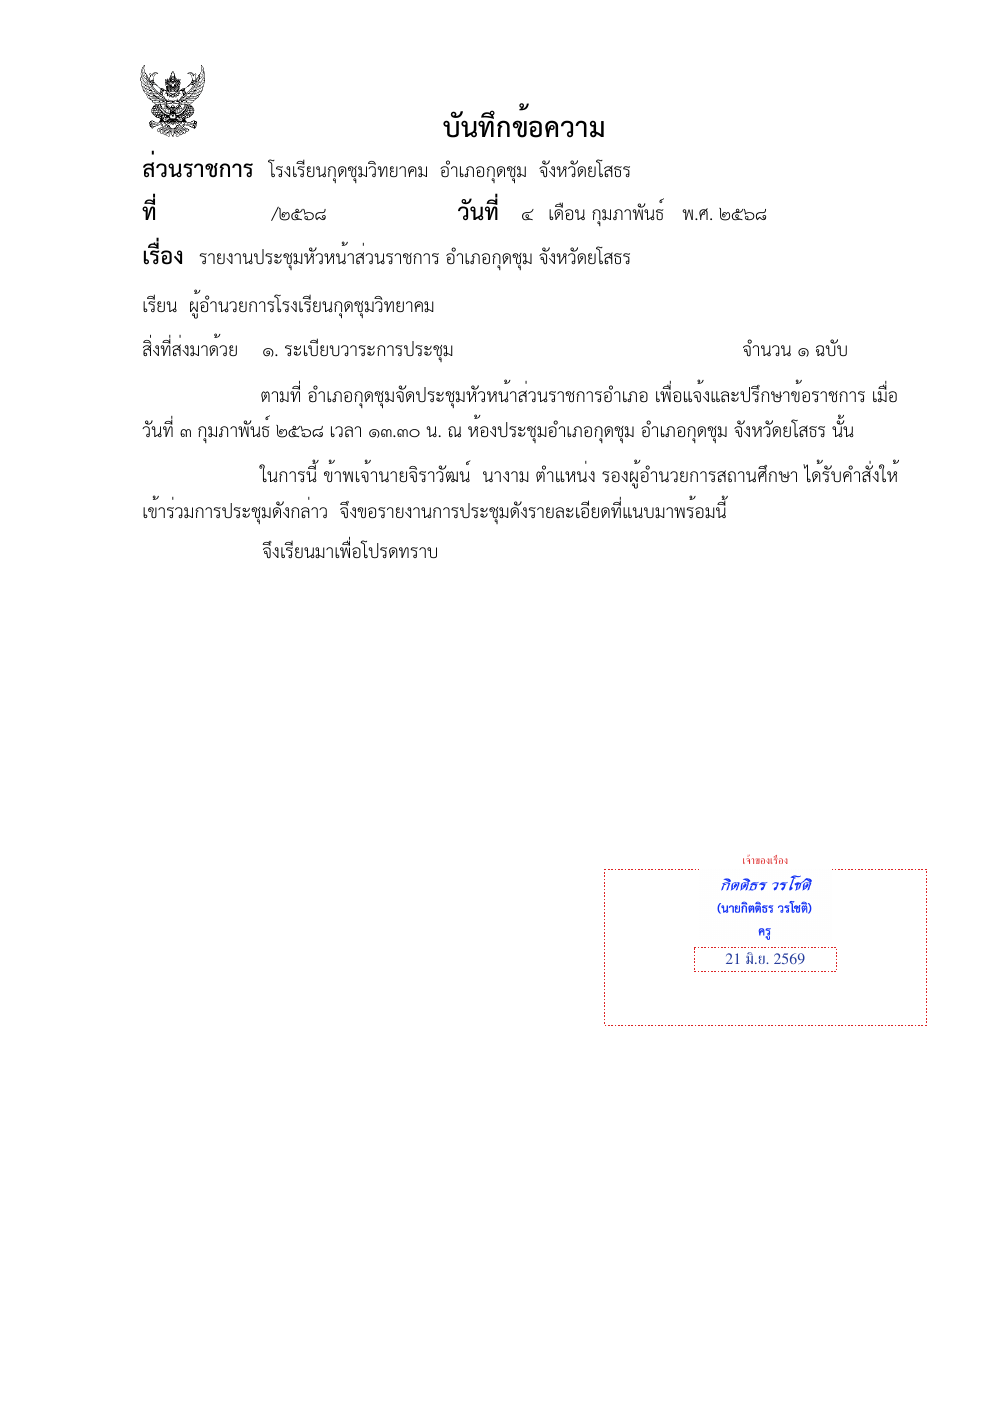 บันทึกข้อความ
ส่วนราชการ โรงเรียนกุดชุมวิทยาคม อำเภอกุดชุม จังหวัดยโสธร
ที่ /๒๕๖๘ วันที่ ๔ เดือน กุมภาพันธ์ พ.ศ. ๒๕๖๘
เรื่อง รายงานประชุมหัวหน้าส่วนราชการ อำเภอกุดชุม จังหวัดยโสธร
เรียน ผู้อำนวยการโรงเรียนกุดชุมวิทยาคม
สิ่งที่ส่งมาด้วย ๑. ระเบียบวาระการประชุม จำนวน ๑ ฉบับ
ตามที่ อำเภอกุดชุมจัดประชุมหัวหน้าส่วนราชการอำเภอ เพื่อแจ้งและปรึกษาข้อราชการ เมื่อ
วันที่ ๓ กุมภาพันธ์ ๒๕๖๘ เวลา ๑๓.๓๐ น. ณ ห้องประชุมอำเภอกุดชุม อำเภอกุดชุม จังหวัดยโสธร นั้น
ในการนี้ ข้าพเจ้านายจิราวัฒน์ นางาม ตำแหน่ง รองผู้อำนวยการสถานศึกษา ได้รับคำสั่งให้
เข้าร่วมการประชุมดังกล่าว จึงขอรายงานการประชุมดังรายละเอียดที่แนบมาพร้อมนี้
จึงเรียนมาเพื่อโปรดทราบ
เจ้าของเรื่อง
กิตติธร วรโชติ
(นายกิตติธร วรโชติ)
ครู
21 มิ.ย. 2569